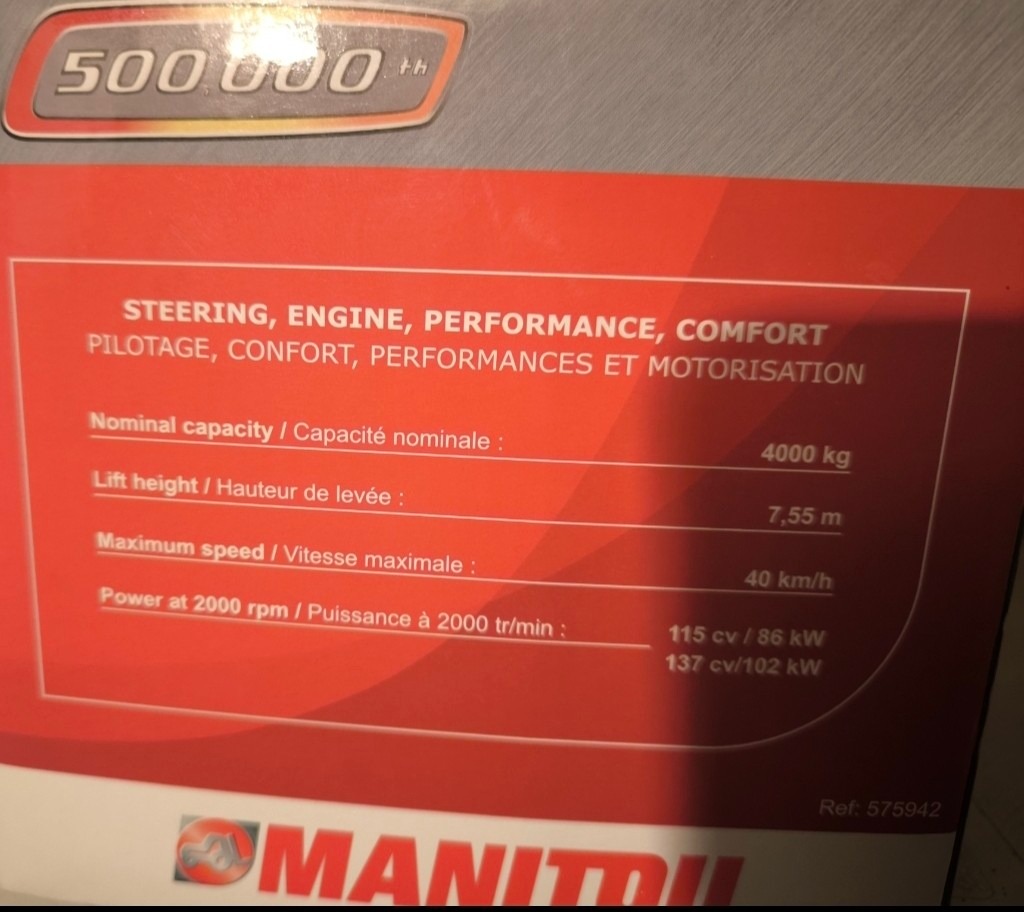 500 000 th
STEERING, ENGINE, PERFORMANCE, COMFORT
PILOTAGE, CONFORT, PERFORMANCES ET MOTORISATION
Nominal capacity / Capacité nominale : 4000 kg
Lift height / Hauteur de levée : 7,55 m
Maximum speed / Vitesse maximale : 40 km/h
Power at 2000 rpm / Puissance à 2000 tr/min : 115 cv / 86 kW
137 cv/102 kW
Ref: 575942
MANITOU